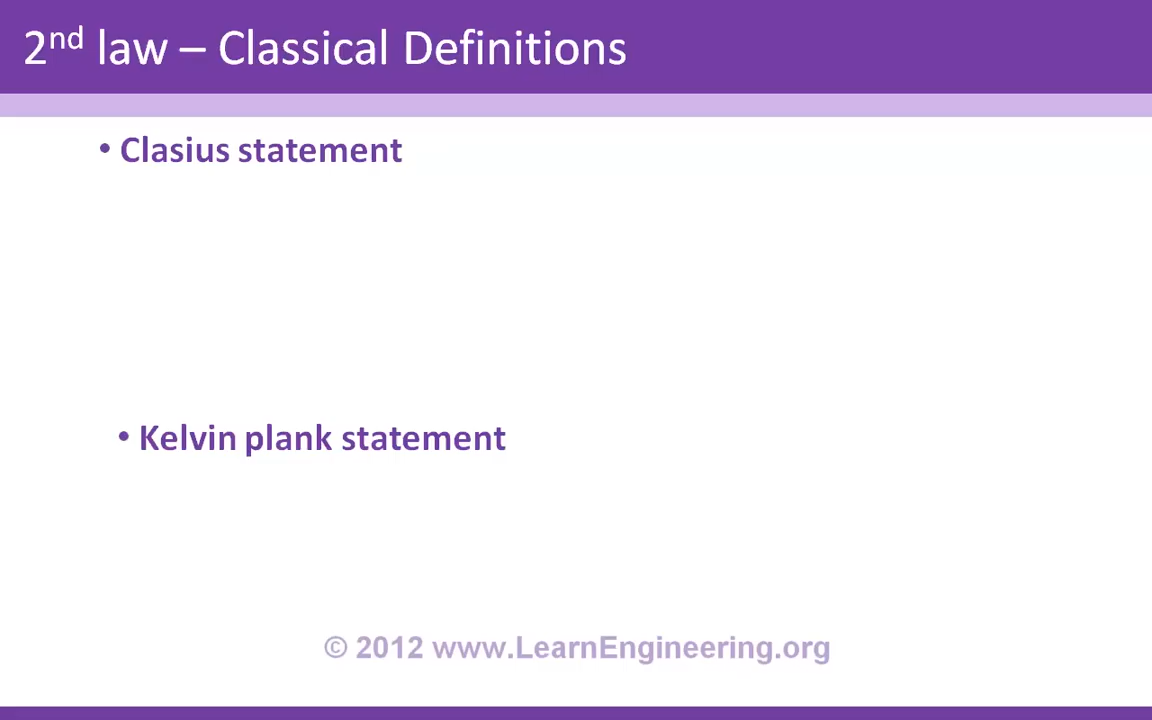 2nd law – Classical Definitions
• Clasius statement
• Kelvin plank statement
© 2012 www.LearnEngineering.org